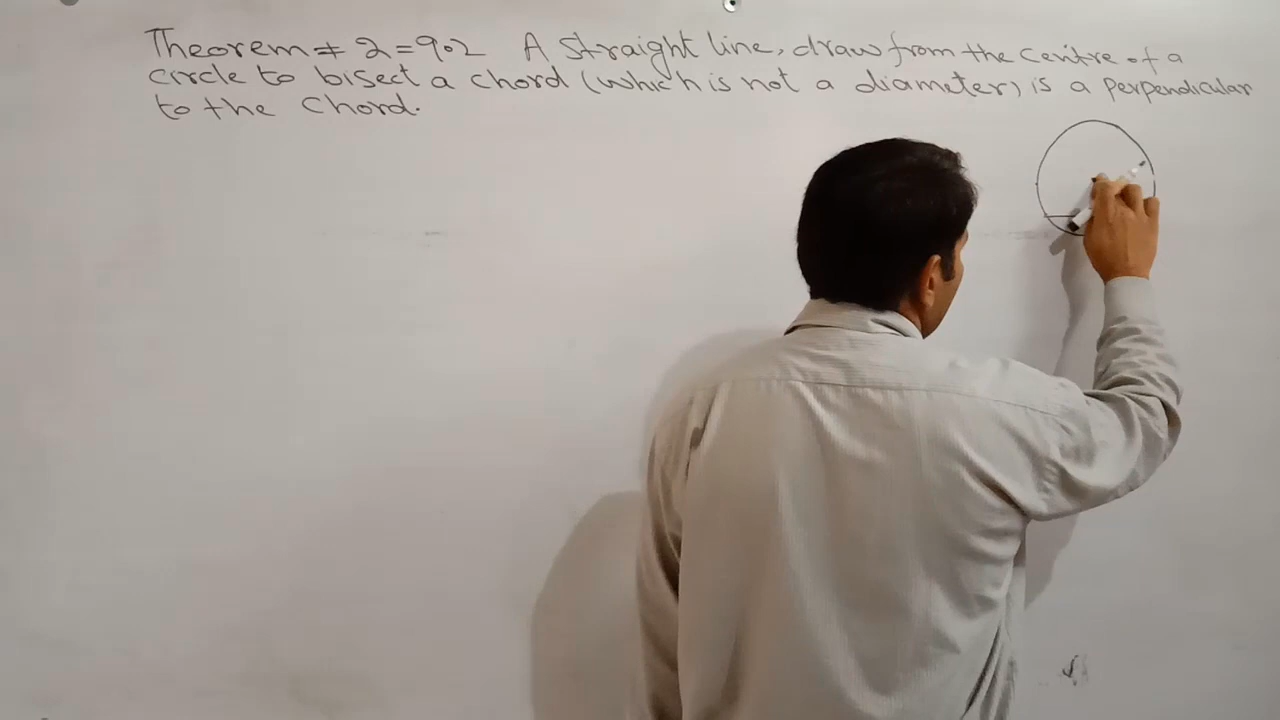 Theorem # 2=9.2 A straight line, draw from the centre of a
circle to bisect a chord (which is not a diameter) is a perpendicular
to the chord.